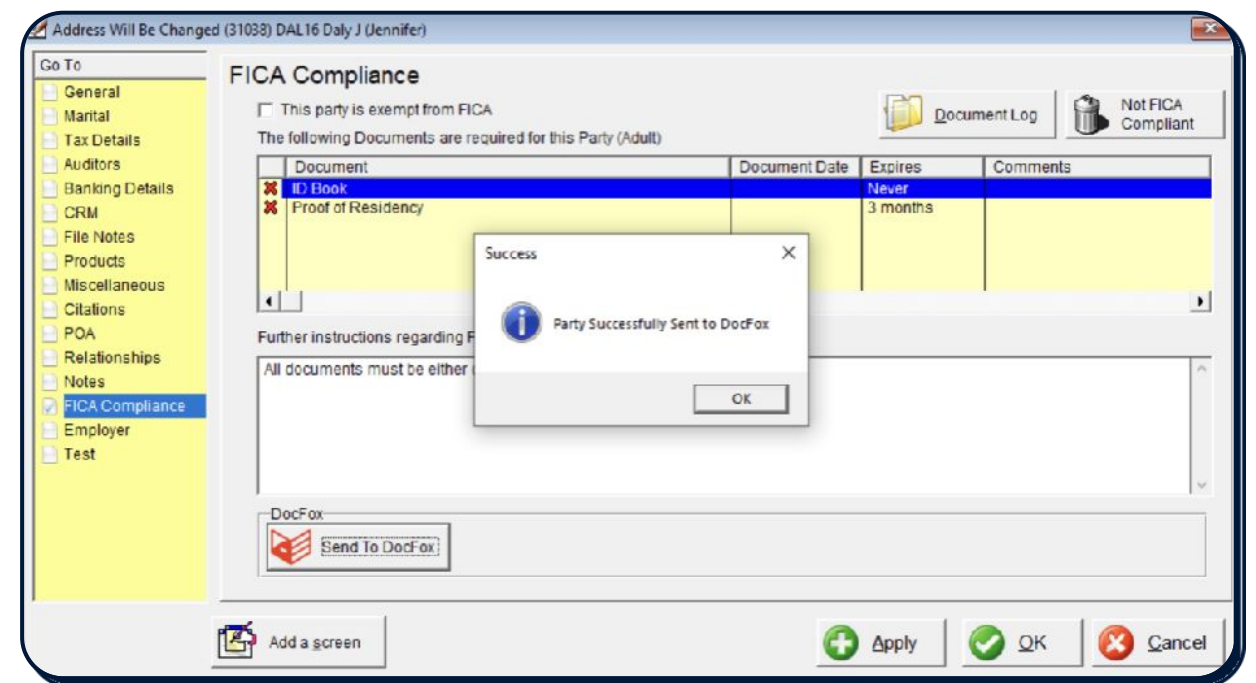 Address Will Be Changed (31038) DAL16 Daly J (Jennifer)
Go To
General
Marital
Tax Details
Auditors
Banking Details
CRM
File Notes
Products
Miscellaneous
Citations
POA
Relationships
Notes
FICA Compliance
Employer
Test
FICA Compliance
This party is exempt from FICA
The following Documents are required for this Party (Adult)
Document Log
Not FICA
Compliant
Document Document Date Expires Comments
ID Book Never
Proof of Residency 3 months
Success
Party Successfully Sent to DocFox
OK
Further instructions regarding F
All documents must be either
DocFox
Send To DocFox
Add a screen
Apply
OK
Cancel